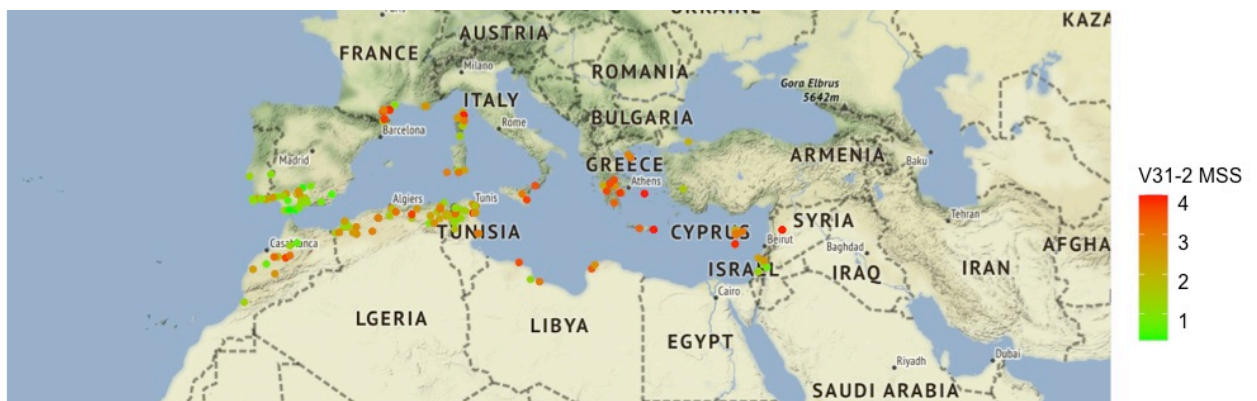 KAZA
FRANCE
AUSTRIA
Milano
ROMANIA
Gora Elbrus
5642m
ITALY
BULGARIA
Barcelona
Rome
Madrid
GREECE
Athens
ARMENIA
Baku
Algiers
Tunis
TUNISIA
Casablanca
CYPRUS
SYRIA
Beirut
Baghdad
Tehran
AFGHA
ISRAEL
IRAQ
IRAN
Cairo
LGERIA
LIBYA
EGYPT
Riyadh
Dubai
SAUDI ARABIA
V31-2 MSS
4
3
2
1